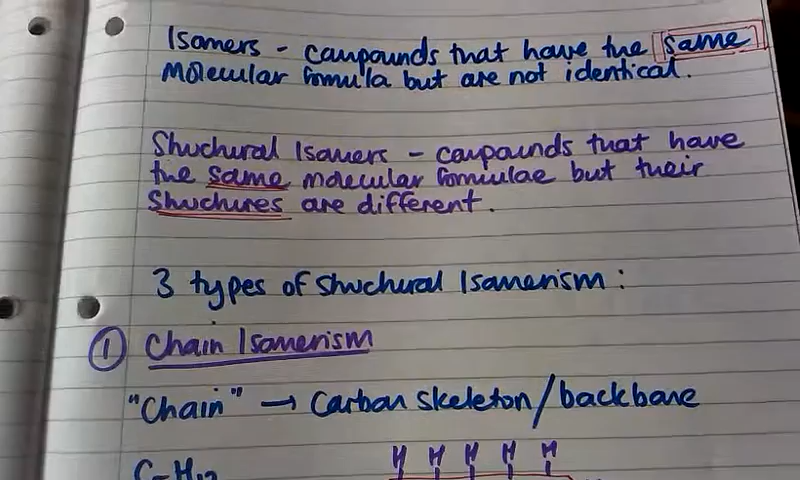 Isomers - compounds that have the same
molecular formula but are not identical.
Structural Isomers - compounds that have
the same molecular formulae but their
structures are different.
3 types of structural Isomerism:
① Chain Isomerism
"Chain" → Carbon skeleton/backbone
H H H H H